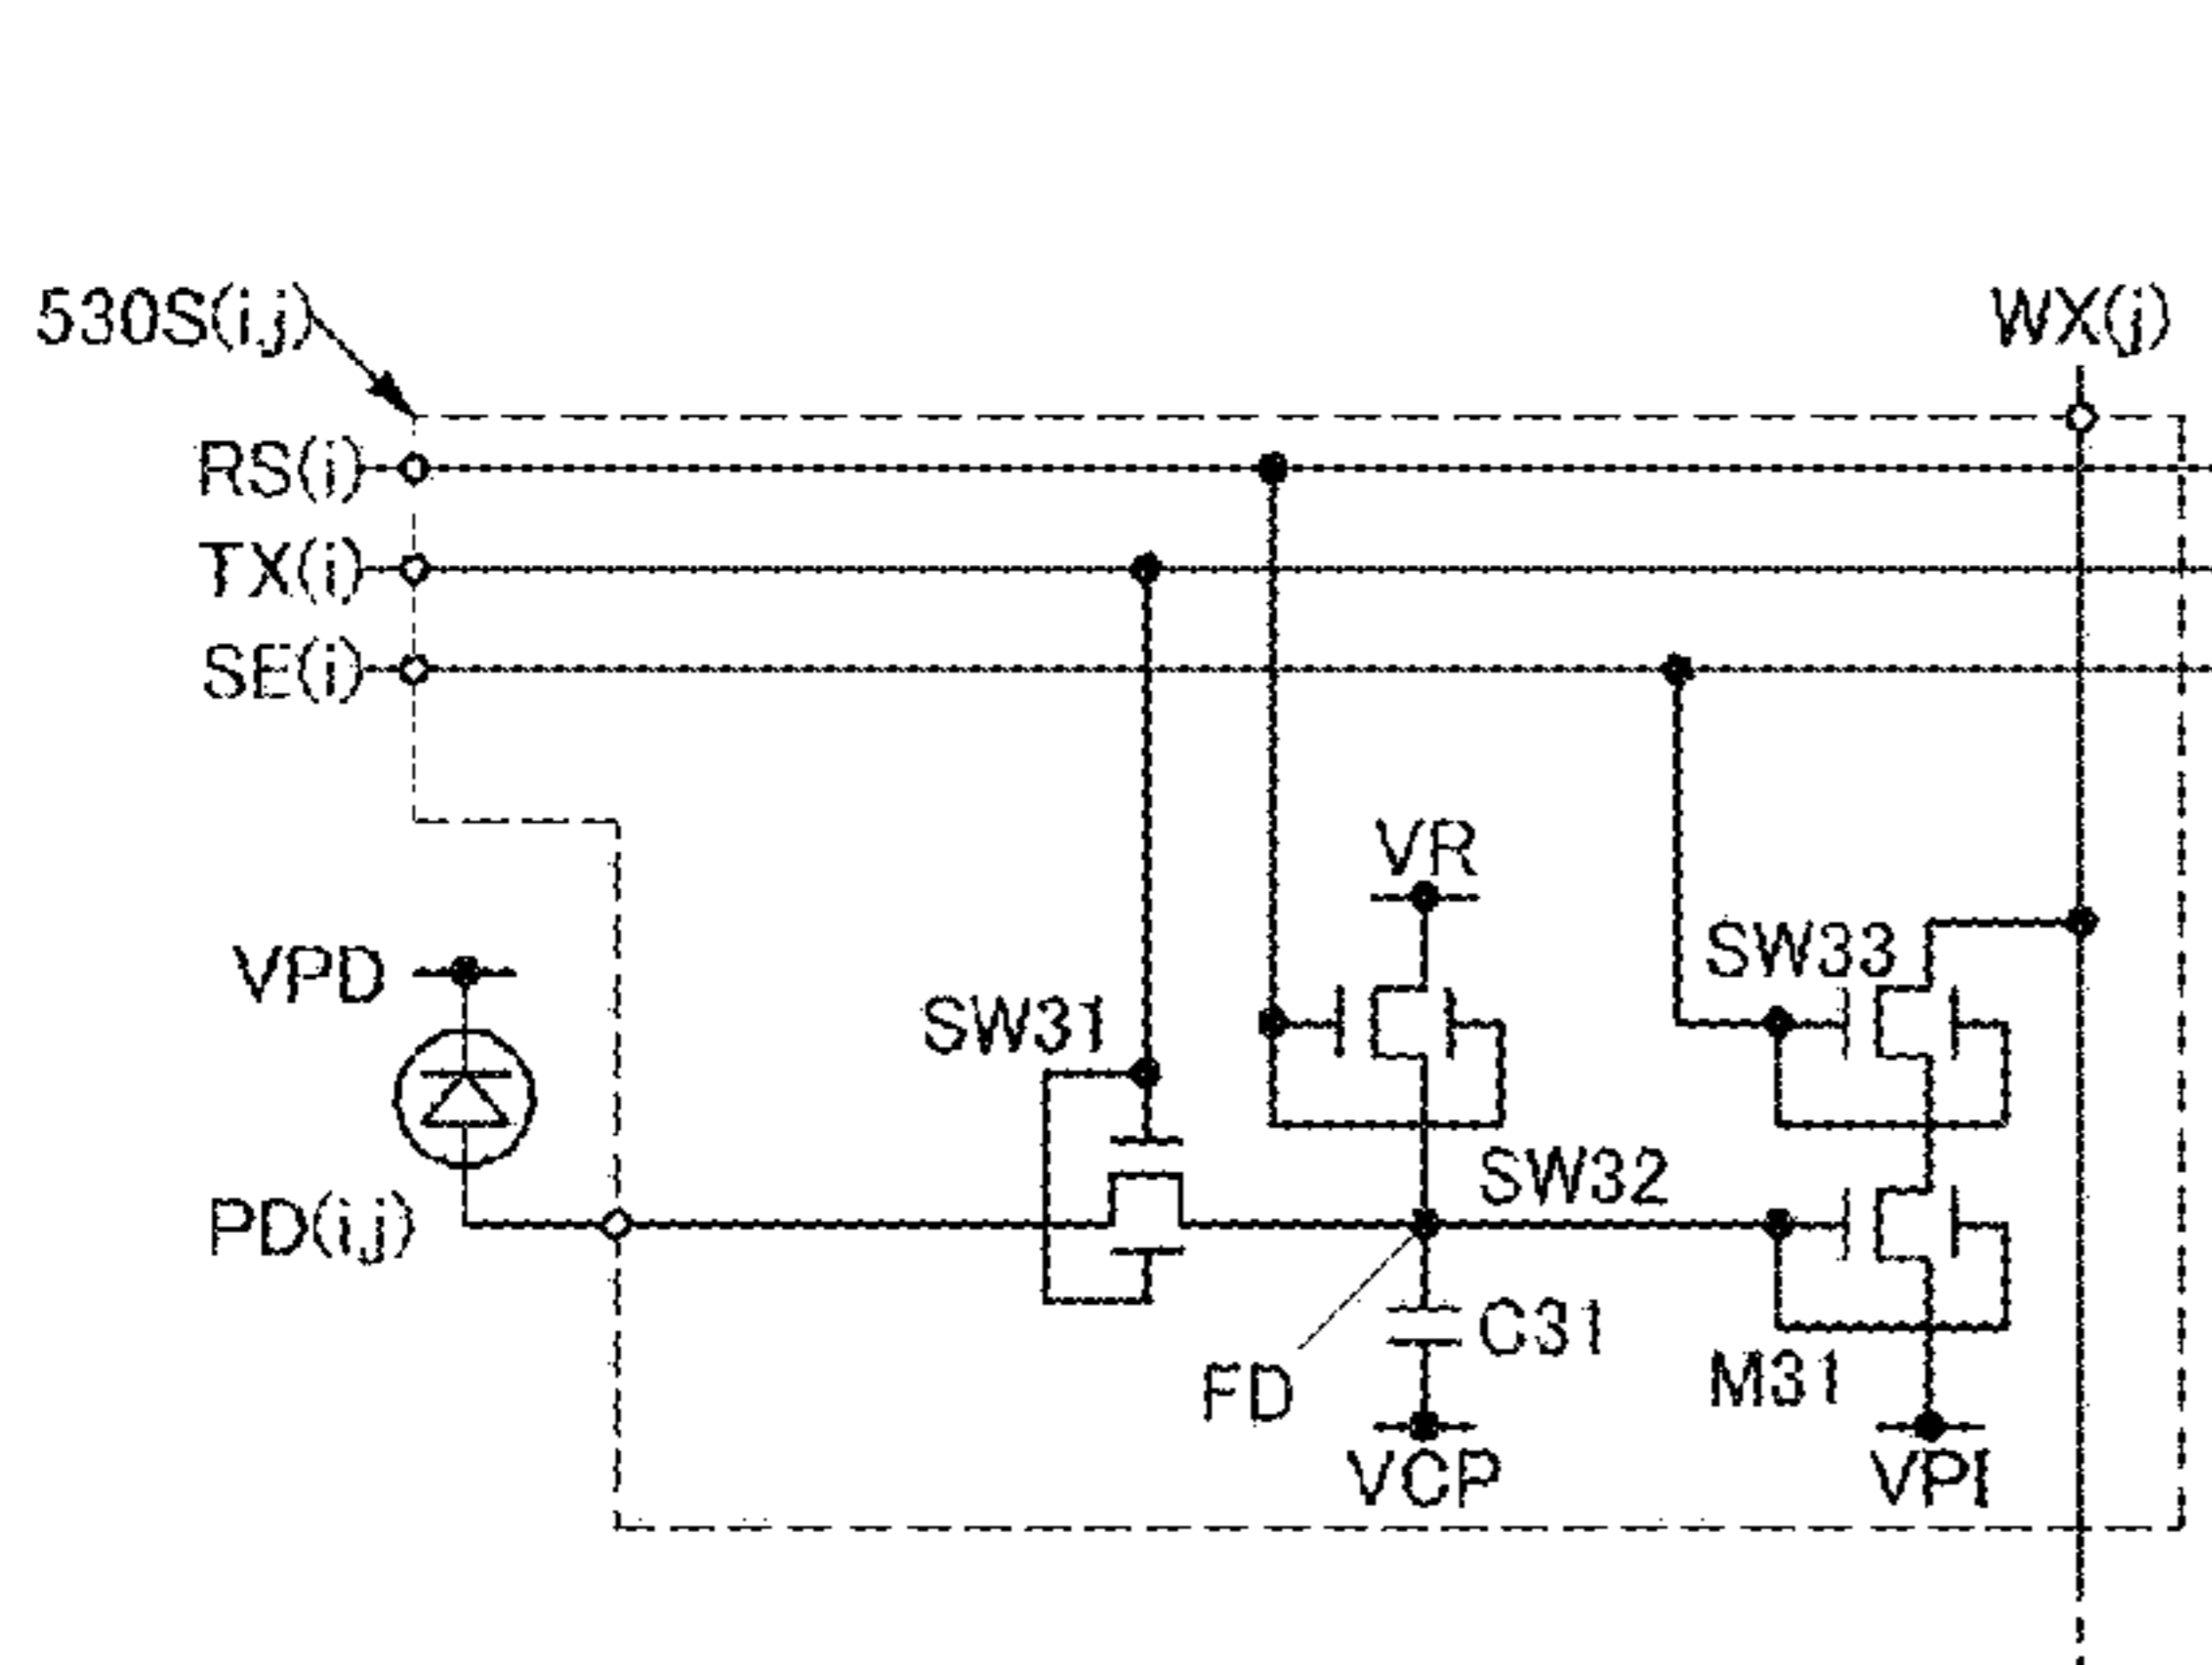 530S(i,j)
WX(j)
RS(i)
TX(i)
SE(i)
VR
SW33
VPD
SW31
SW32
PD(i,j)
C31
FD
M31
VCP
VPI